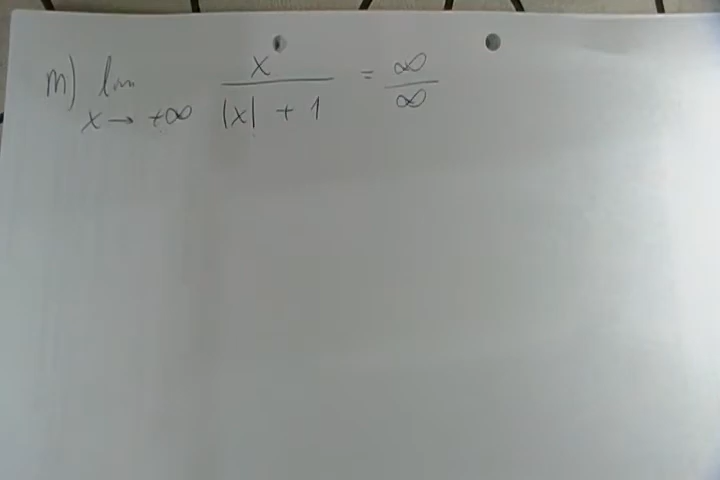 m) lim x → +∞ x / (|x| + 1) = ∞ / ∞